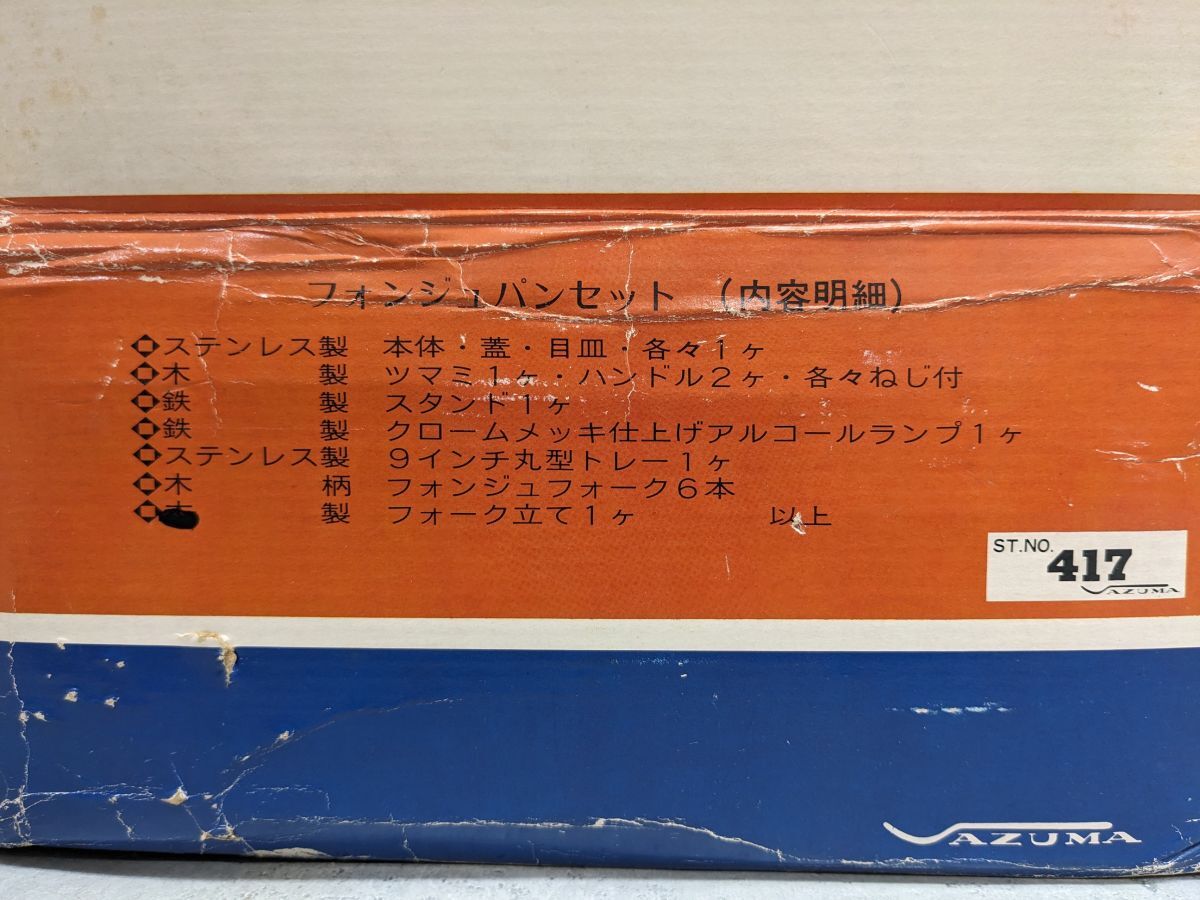 フォンジュパンセット （内容明細）
ステンレス製 本体・蓋・目皿・各々1ヶ
木 製 ツマミ1ヶ・ハンドル2ヶ・各々ねじ付
鉄 製 スタンド1ヶ
鉄 製 クロームメッキ仕上げアルコールランプ1ヶ
ステンレス製 9インチ丸型トレー1ヶ
木 柄 フォンジュフォーク6本
製 フォーク立て1ヶ 以上
ST.NO. 417
AZUMA
AZUMA